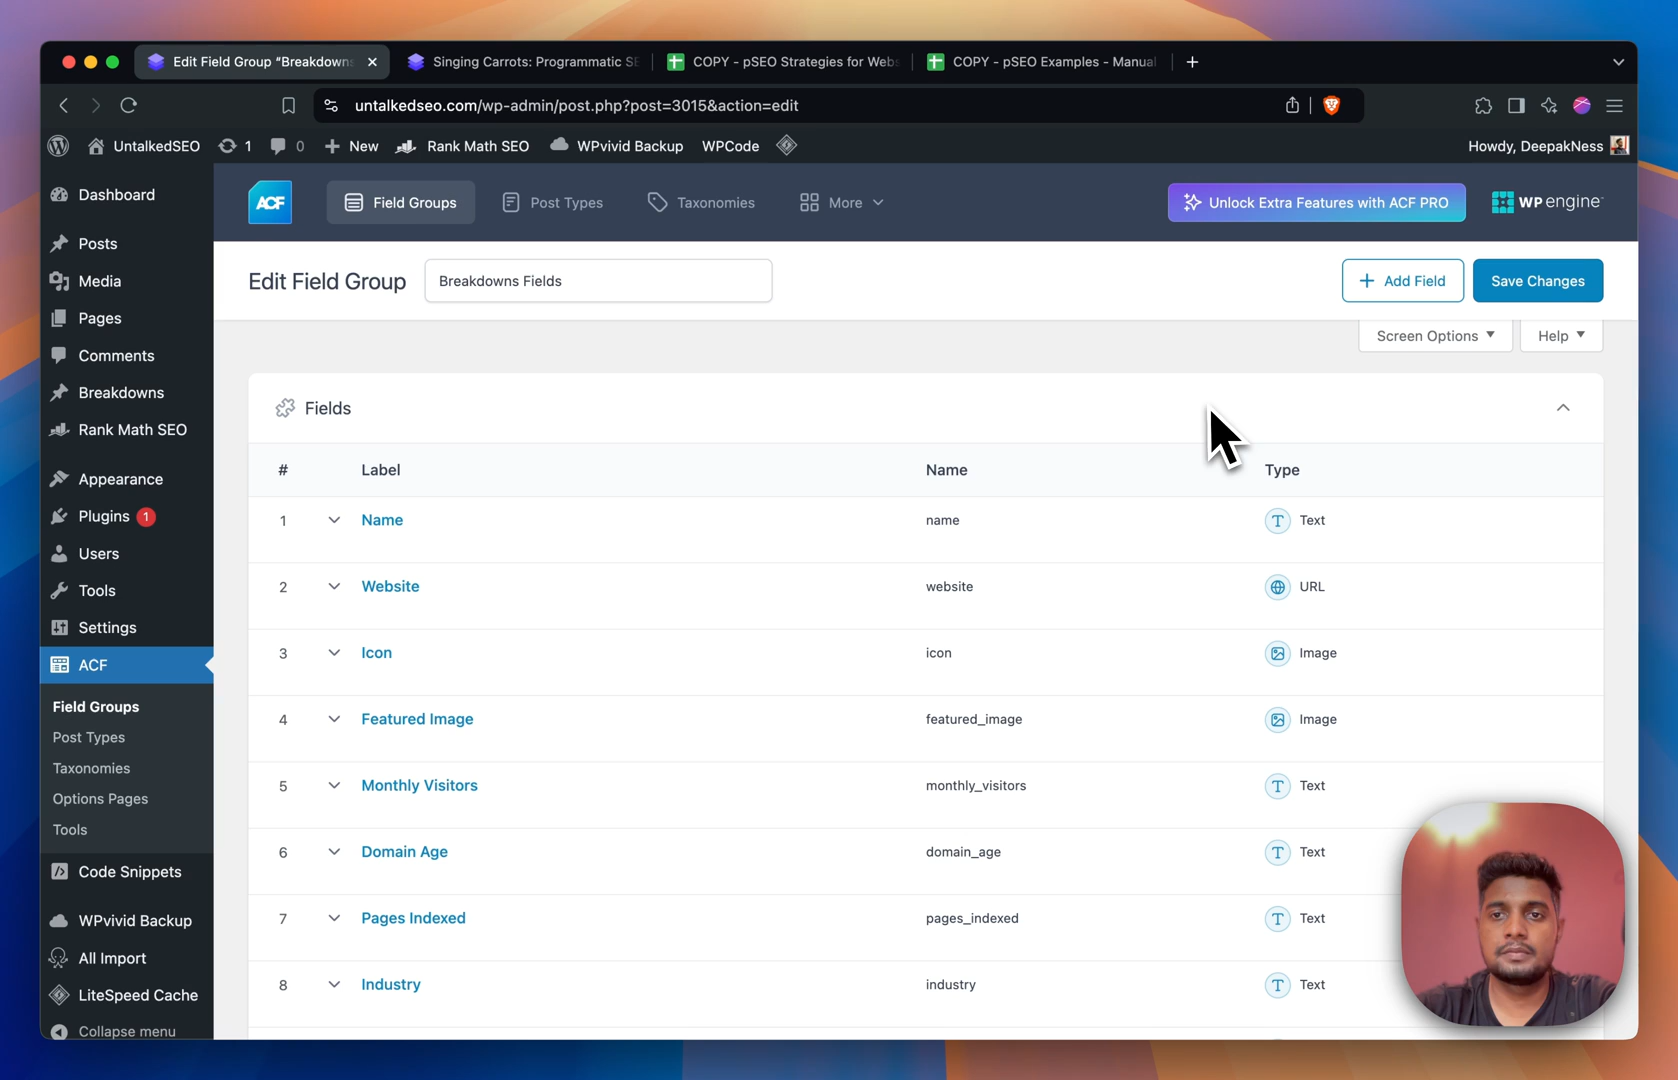 Edit Field Group "Breakdowns
Singing Carrots: Programmatic SE
COPY - pSEO Strategies for Webs
COPY - pSEO Examples - Manual
untalkedseo.com/wp-admin/post.php?post=3015&action=edit
UntalkedSEO
1
0
New
Rank Math SEO
WPvivid Backup
WPCode
Howdy, DeepakNess
Dashboard
Posts
Media
Pages
Comments
Breakdowns
Rank Math SEO
Appearance
Plugins 1
Users
Tools
Settings
ACF
Field Groups
Post Types
Taxonomies
Options Pages
Tools
Code Snippets
WPvivid Backup
All Import
LiteSpeed Cache
Collapse menu
ACF
Field Groups
Post Types
Taxonomies
More
Unlock Extra Features with ACF PRO
WP engine
Edit Field Group
Breakdowns Fields
+ Add Field
Save Changes
Screen Options
Help
Fields
# Label Name Type
1 Name name Text
2 Website website URL
3 Icon icon Image
4 Featured Image featured_image Image
5 Monthly Visitors monthly_visitors Text
6 Domain Age domain_age Text
7 Pages Indexed pages_indexed Text
8 Industry industry Text